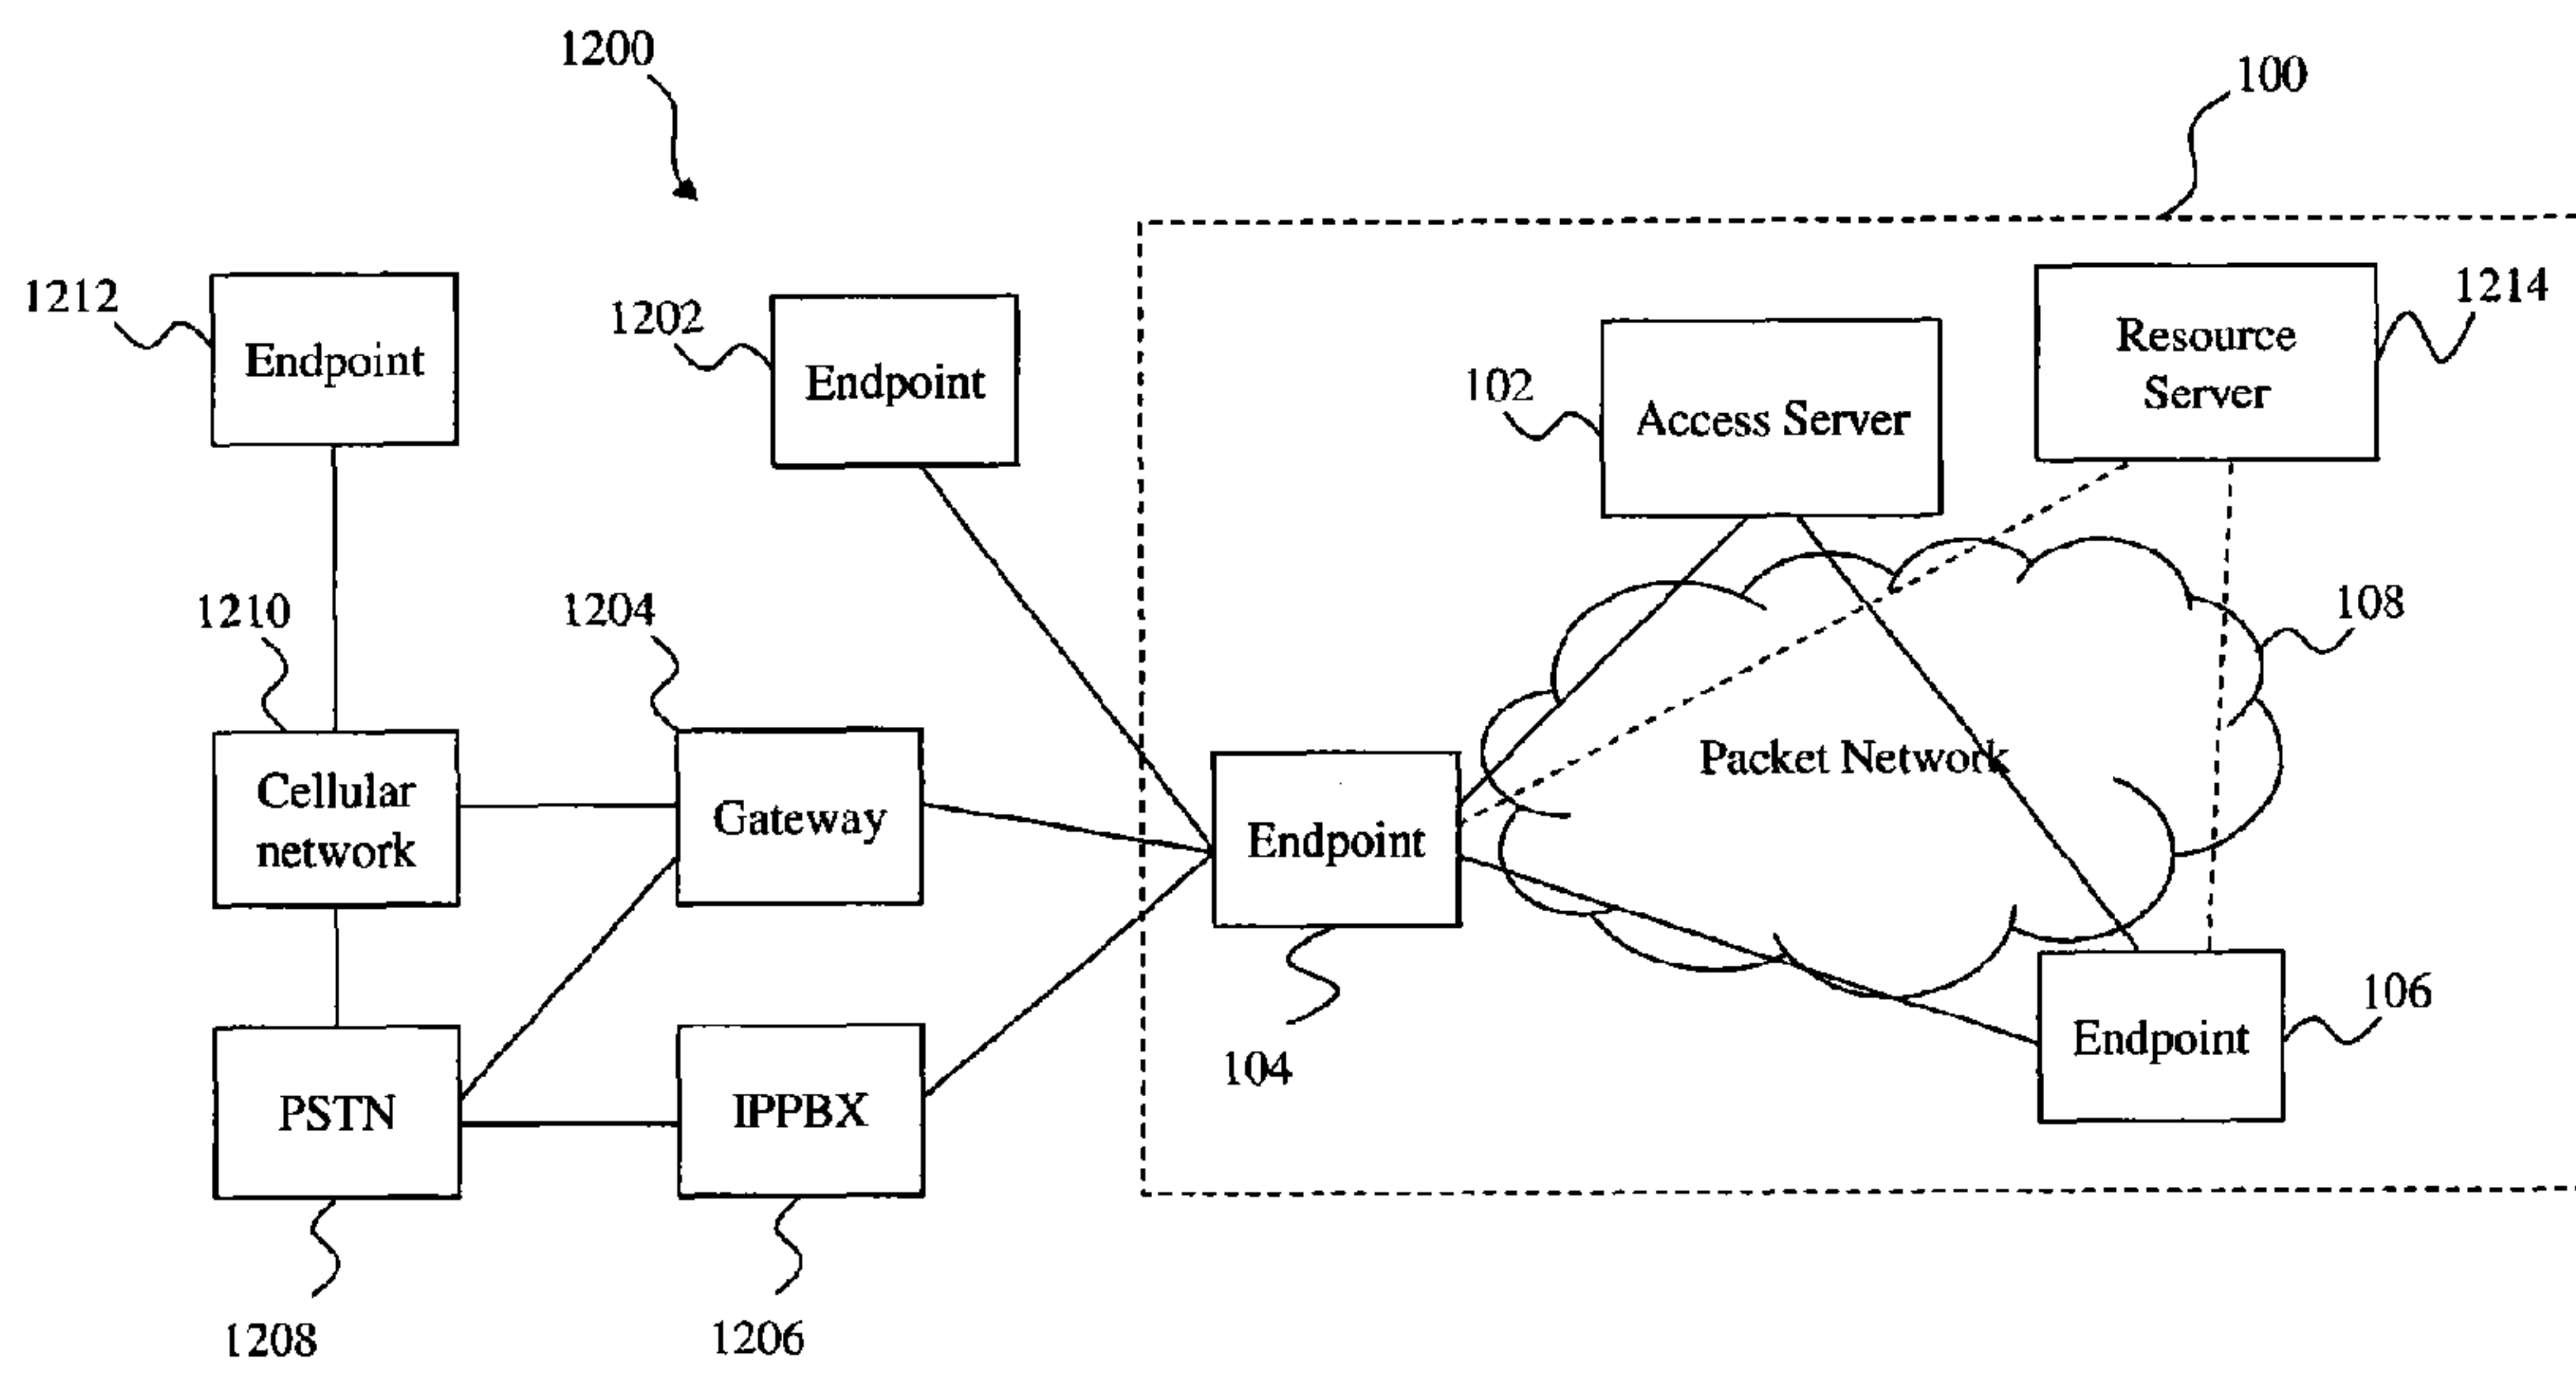 1200
100
1212
Endpoint
1202
Endpoint
102
Access Server
Resource
Server
1214
1210
Cellular
network
1204
Gateway
108
Packet Network
Endpoint
104
Endpoint
106
PSTN
1208
IPPBX
1206